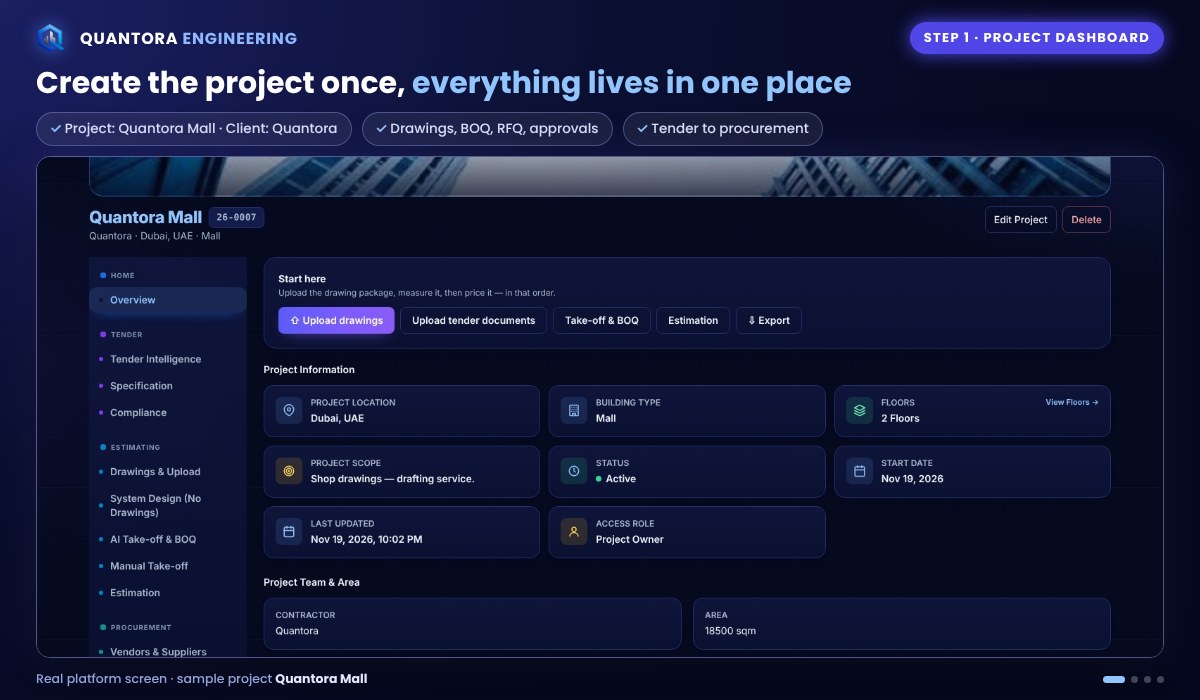 QUANTORA ENGINEERING
STEP 1 · PROJECT DASHBOARD
Create the project once, everything lives in one place
✓ Project: Quantora Mall · Client: Quantora
✓ Drawings, BOQ, RFQ, approvals
✓ Tender to procurement
Quantora Mall 26-0007
Quantora · Dubai, UAE · Mall
Edit Project
Delete
HOME
Overview
TENDER
Tender Intelligence
Specification
Compliance
ESTIMATING
Drawings & Upload
System Design (No
Drawings)
AI Take-off & BOQ
Manual Take-off
Estimation
PROCUREMENT
Vendors & Suppliers
Start here
Upload the drawing package, measure it, then price it — in that order.
⇧ Upload drawings
Upload tender documents
Take-off & BOQ
Estimation
⇩ Export
Project Information
PROJECT LOCATION
Dubai, UAE
BUILDING TYPE
Mall
FLOORS
2 Floors
View Floors →
PROJECT SCOPE
Shop drawings — drafting service.
STATUS
Active
START DATE
Nov 19, 2026
LAST UPDATED
Nov 19, 2026, 10:02 PM
ACCESS ROLE
Project Owner
Project Team & Area
CONTRACTOR
Quantora
AREA
18500 sqm
Real platform screen · sample project Quantora Mall